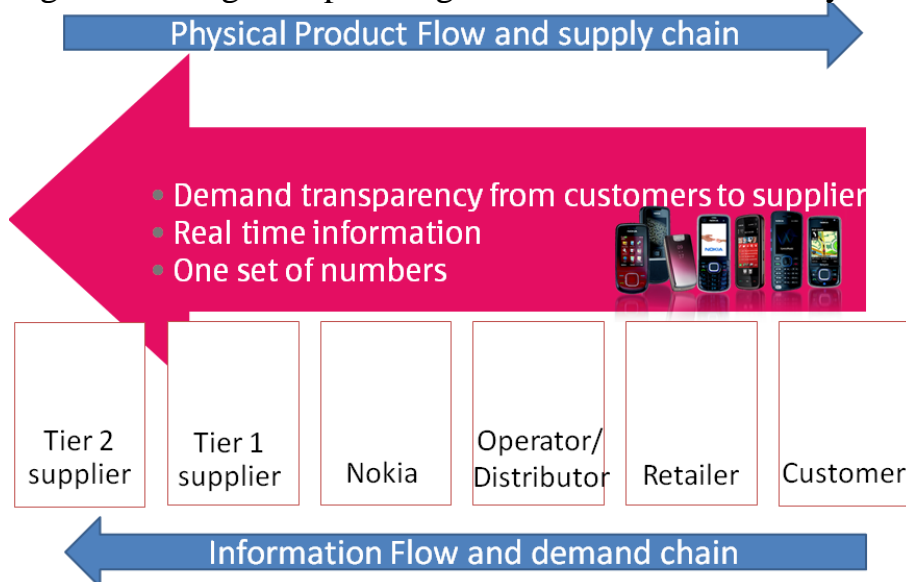 Physical Product Flow and supply chain
• Demand transparency from customers to supplier
• Real time information
• One set of numbers
NOKIA
Tier 2
supplier
Tier 1
supplier
Nokia
Operator/
Distributor
Retailer
Customer
Information Flow and demand chain